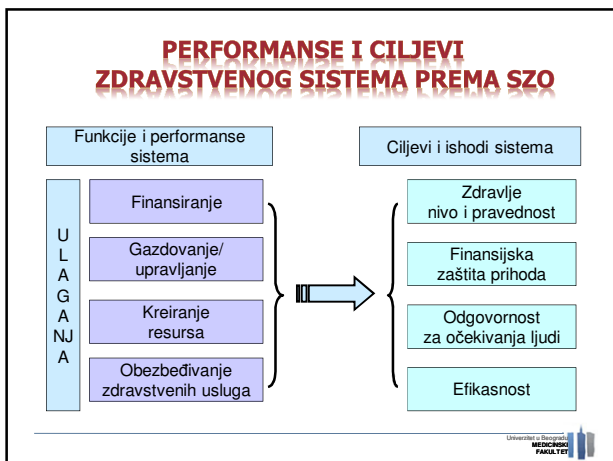 PERFORMANSE I CILJEVI
ZDRAVSTVENOG SISTEMA PREMA SZO
Funkcije i performanse
sistema
Ciljevi i ishodi sistema
U
L
A
G
A
NJ
A
Finansiranje
Gazdovanje/
upravljanje
Kreiranje
resursa
Obezbeđivanje
zdravstvenih usluga
Zdravlje
nivo i pravednost
Finansijska
zaštita prihoda
Odgovornost
za očekivanja ljudi
Efikasnost
Univerzitet u Beogradu
MEDICINSKI
FAKULTET